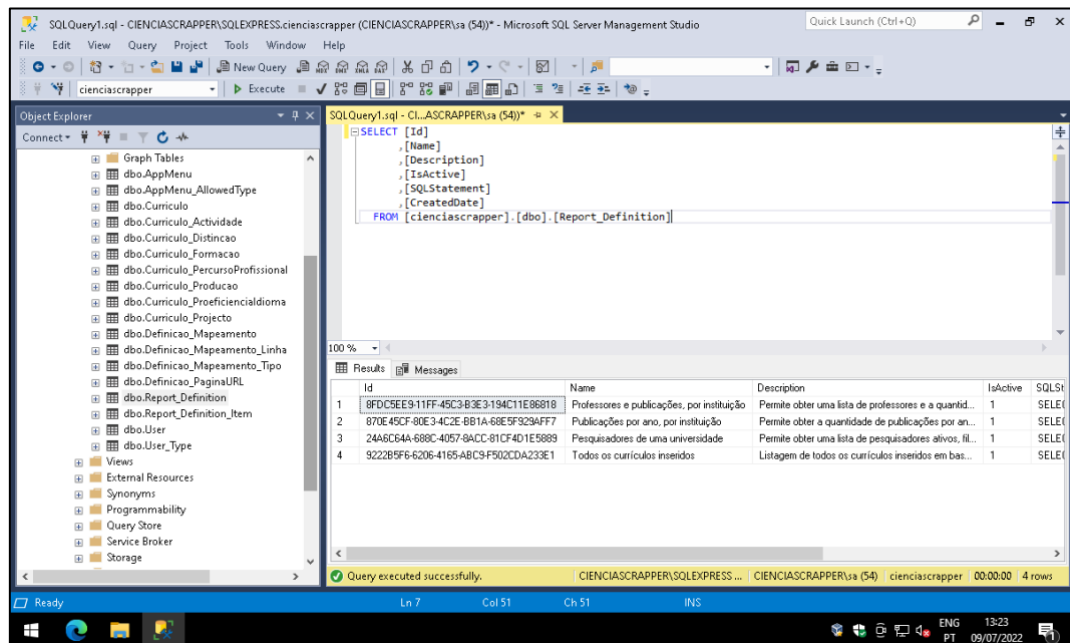 SQLQuery1.sql - CIENCIASCRAPPER\SQLEXPRESS.cienciascrapper (CIENCIASCRAPPER\sa (54))* - Microsoft SQL Server Management Studio
Quick Launch (Ctrl+Q)
File Edit View Query Project Tools Window Help
New Query
cienciascrapper Execute
Object Explorer
Connect
Graph Tables
dbo.AppMenu
dbo.AppMenu_AllowedType
dbo.Curriculo
dbo.Curriculo_Actividade
dbo.Curriculo_Distincao
dbo.Curriculo_Formacao
dbo.Curriculo_PercursoProfissional
dbo.Curriculo_Producao
dbo.Curriculo_Proeficiencialdioma
dbo.Curriculo_Projecto
dbo.Definicao_Mapeamento
dbo.Definicao_Mapeamento_Linha
dbo.Definicao_Mapeamento_Tipo
dbo.Definicao_PaginaURL
dbo.Report_Definition
dbo.Report_Definition_Item
dbo.User
dbo.User_Type
Views
External Resources
Synonyms
Programmability
Query Store
Service Broker
Storage
SQLQuery1.sql - CI...ASCRAPPER\sa (54))*
SELECT [Id]
,[Name]
,[Description]
,[IsActive]
,[SQLStatement]
,[CreatedDate]
FROM [cienciascrapper].[dbo].[Report_Definition]
100 %
Results Messages
Id Name Description IsActive SQLSt
1 8FDC5EE9-11FF-45C3-B3E3-194C11E86818 Professores e publicações, por instituição Permite obter uma lista de professores e a quantid... 1 SELE
2 870E45CF-80E3-4C2E-BB1A-68E5F929AFF7 Publicações por ano, por instituição Permite obter a quantidade de publicações por an... 1 SELE
3 24A6C64A-688C-4057-8ACC-81CF4D1E5889 Pesquisadores de uma universidade Permite obter uma lista de pesquisadores ativos, fil... 1 SELE
4 9222B5F6-6206-4165-ABC9-F502CDA233E1 Todos os currículos inseridos Listagem de todos os currículos inseridos em bas... 1 SELE
Query executed successfully. CIENCIASCRAPPER\SQLEXPRESS ... CIENCIASCRAPPER\sa (54) cienciascrapper 00:00:00 4 rows
Ready Ln 7 Col 51 Ch 51 INS
ENG 13:23
PT 09/07/2022